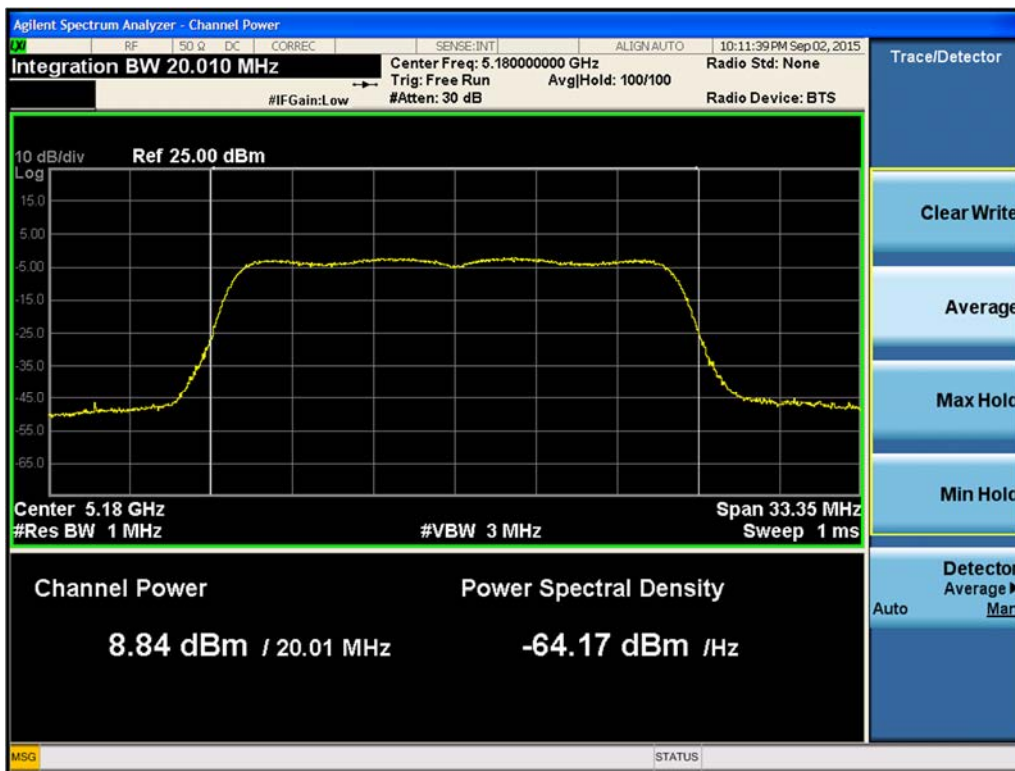 Agilent Spectrum Analyzer - Channel Power
LXI RF 50 Ω DC CORREC SENSE:INT ALIGN AUTO 10:11:39 PM Sep 02, 2015
Integration BW 20.010 MHz Center Freq: 5.180000000 GHz Radio Std: None
Trig: Free Run Avg|Hold: 100/100
#IFGain:Low #Atten: 30 dB Radio Device: BTS
Trace/Detector
10 dB/div Ref 25.00 dBm
Log
15.0
5.00
-5.00
-15.0
-25.0
-35.0
-45.0
-55.0
-65.0
Center 5.18 GHz Span 33.35 MHz
#Res BW 1 MHz #VBW 3 MHz Sweep 1 ms
Channel Power Power Spectral Density
8.84 dBm / 20.01 MHz -64.17 dBm /Hz
Clear Write
Average
Max Hold
Min Hold
Detector
Average▶
Auto Man
MSG STATUS